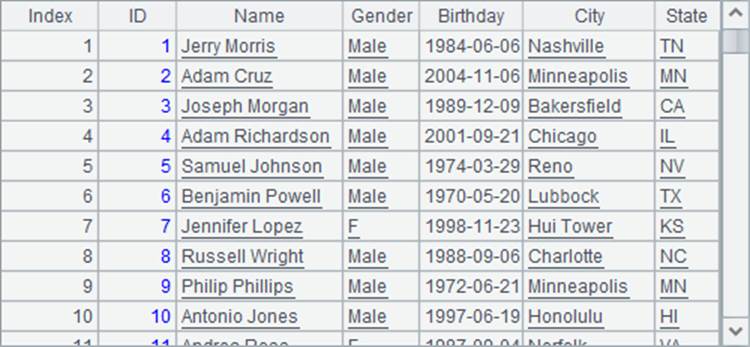 Index ID Name Gender Birthday City State
1 1 Jerry Morris Male 1984-06-06 Nashville TN
2 2 Adam Cruz Male 2004-11-06 Minneapolis MN
3 3 Joseph Morgan Male 1989-12-09 Bakersfield CA
4 4 Adam Richardson Male 2001-09-21 Chicago IL
5 5 Samuel Johnson Male 1974-03-29 Reno NV
6 6 Benjamin Powell Male 1970-05-20 Lubbock TX
7 7 Jennifer Lopez F 1998-11-23 Hui Tower KS
8 8 Russell Wright Male 1988-09-06 Charlotte NC
9 9 Philip Phillips Male 1972-06-21 Minneapolis MN
10 10 Antonio Jones Male 1997-06-19 Honolulu HI
11 11 F Norfolk VA